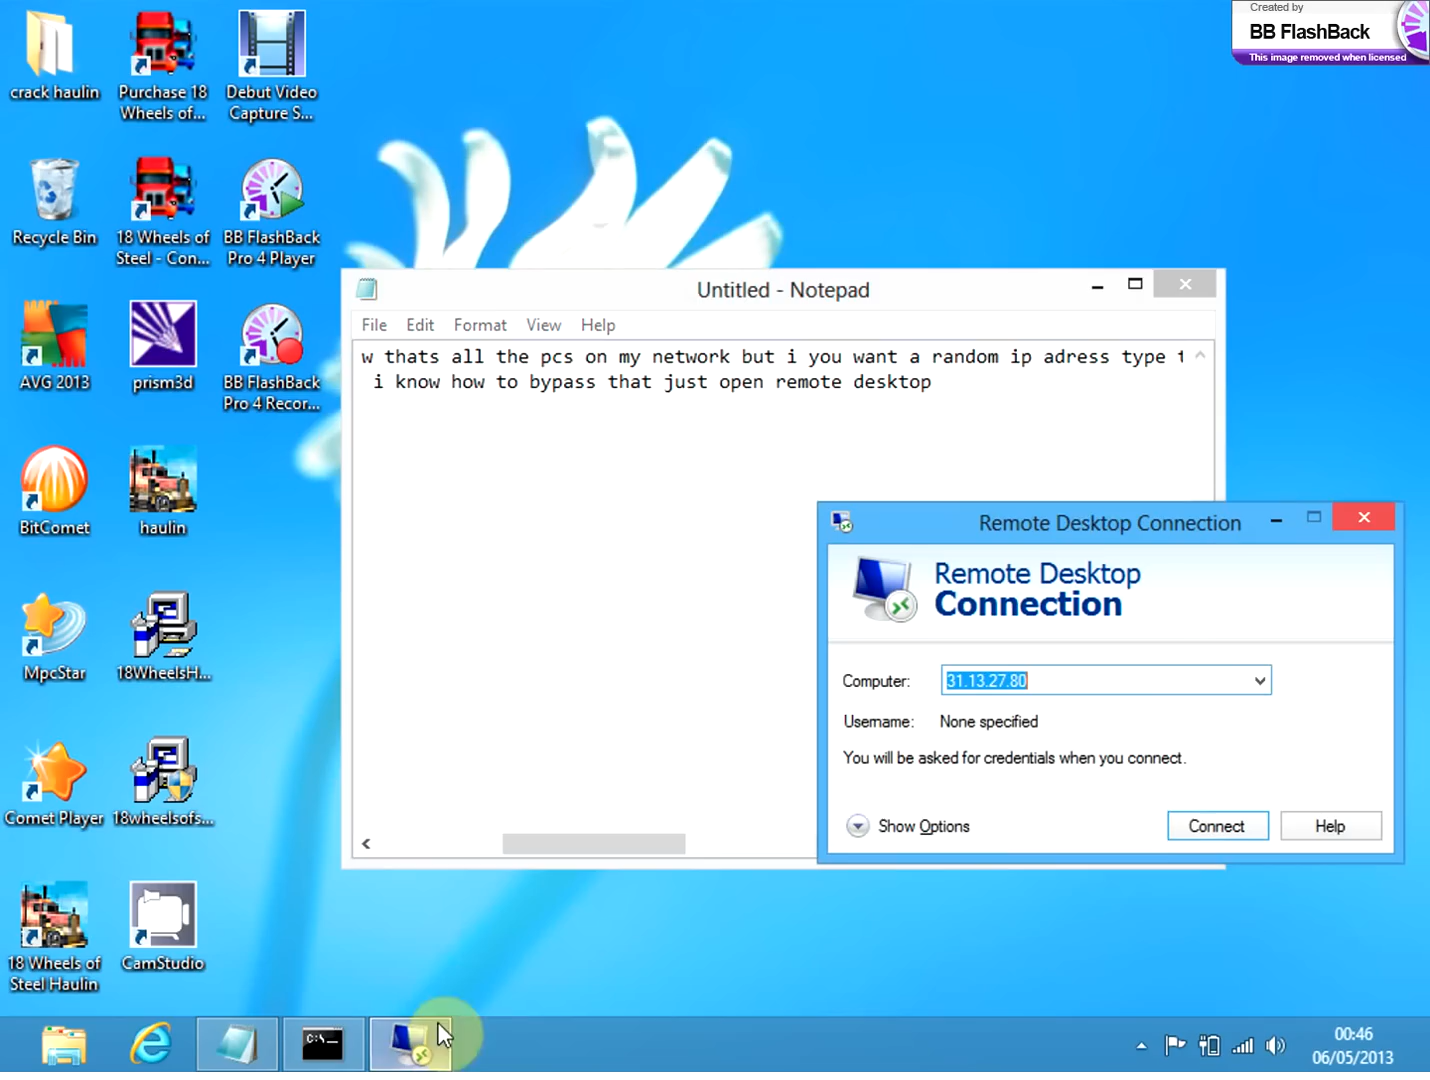 Created by
BB FlashBack
This image removed when licensed
crack haulin
Purchase 18
Wheels of...
Debut Video
Capture S...
Recycle Bin
18 Wheels of
Steel - Con...
BB FlashBack
Pro 4 Player
AVG 2013
prism3d
BB FlashBack
Pro 4 Recor...
BitComet
haulin
MpcStar
18WheelsH...
Comet Player
18wheelsofs...
18 Wheels of
Steel Haulin
CamStudio
Untitled - Notepad
File Edit Format View Help
w thats all the pcs on my network but i you want a random ip adress type t
i know how to bypass that just open remote desktop
Remote Desktop Connection
Remote Desktop
Connection
Computer: 31.13.27.80
Username: None specified
You will be asked for credentials when you connect.
Show Options
Connect
Help
C:\_
00:46
06/05/2013